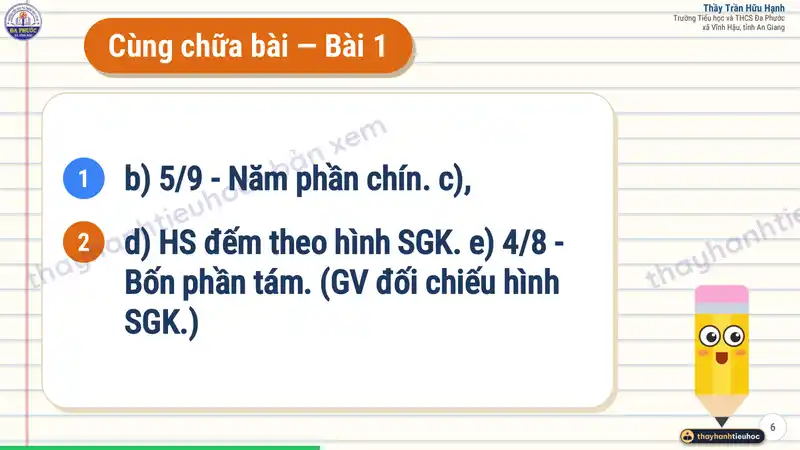 Thầy Trần Hữu Hạnh
Trường Tiểu học và THCS Đa Phước
xã Vĩnh Hậu, tỉnh An Giang
ĐA PHƯỚC
Cùng chữa bài – Bài 1
1
b) 5/9 - Năm phần chín. c),
2
d) HS đếm theo hình SGK. e) 4/8 -
Bốn phần tám. (GV đối chiếu hình
SGK.)
thayhanhtieuhoc
6